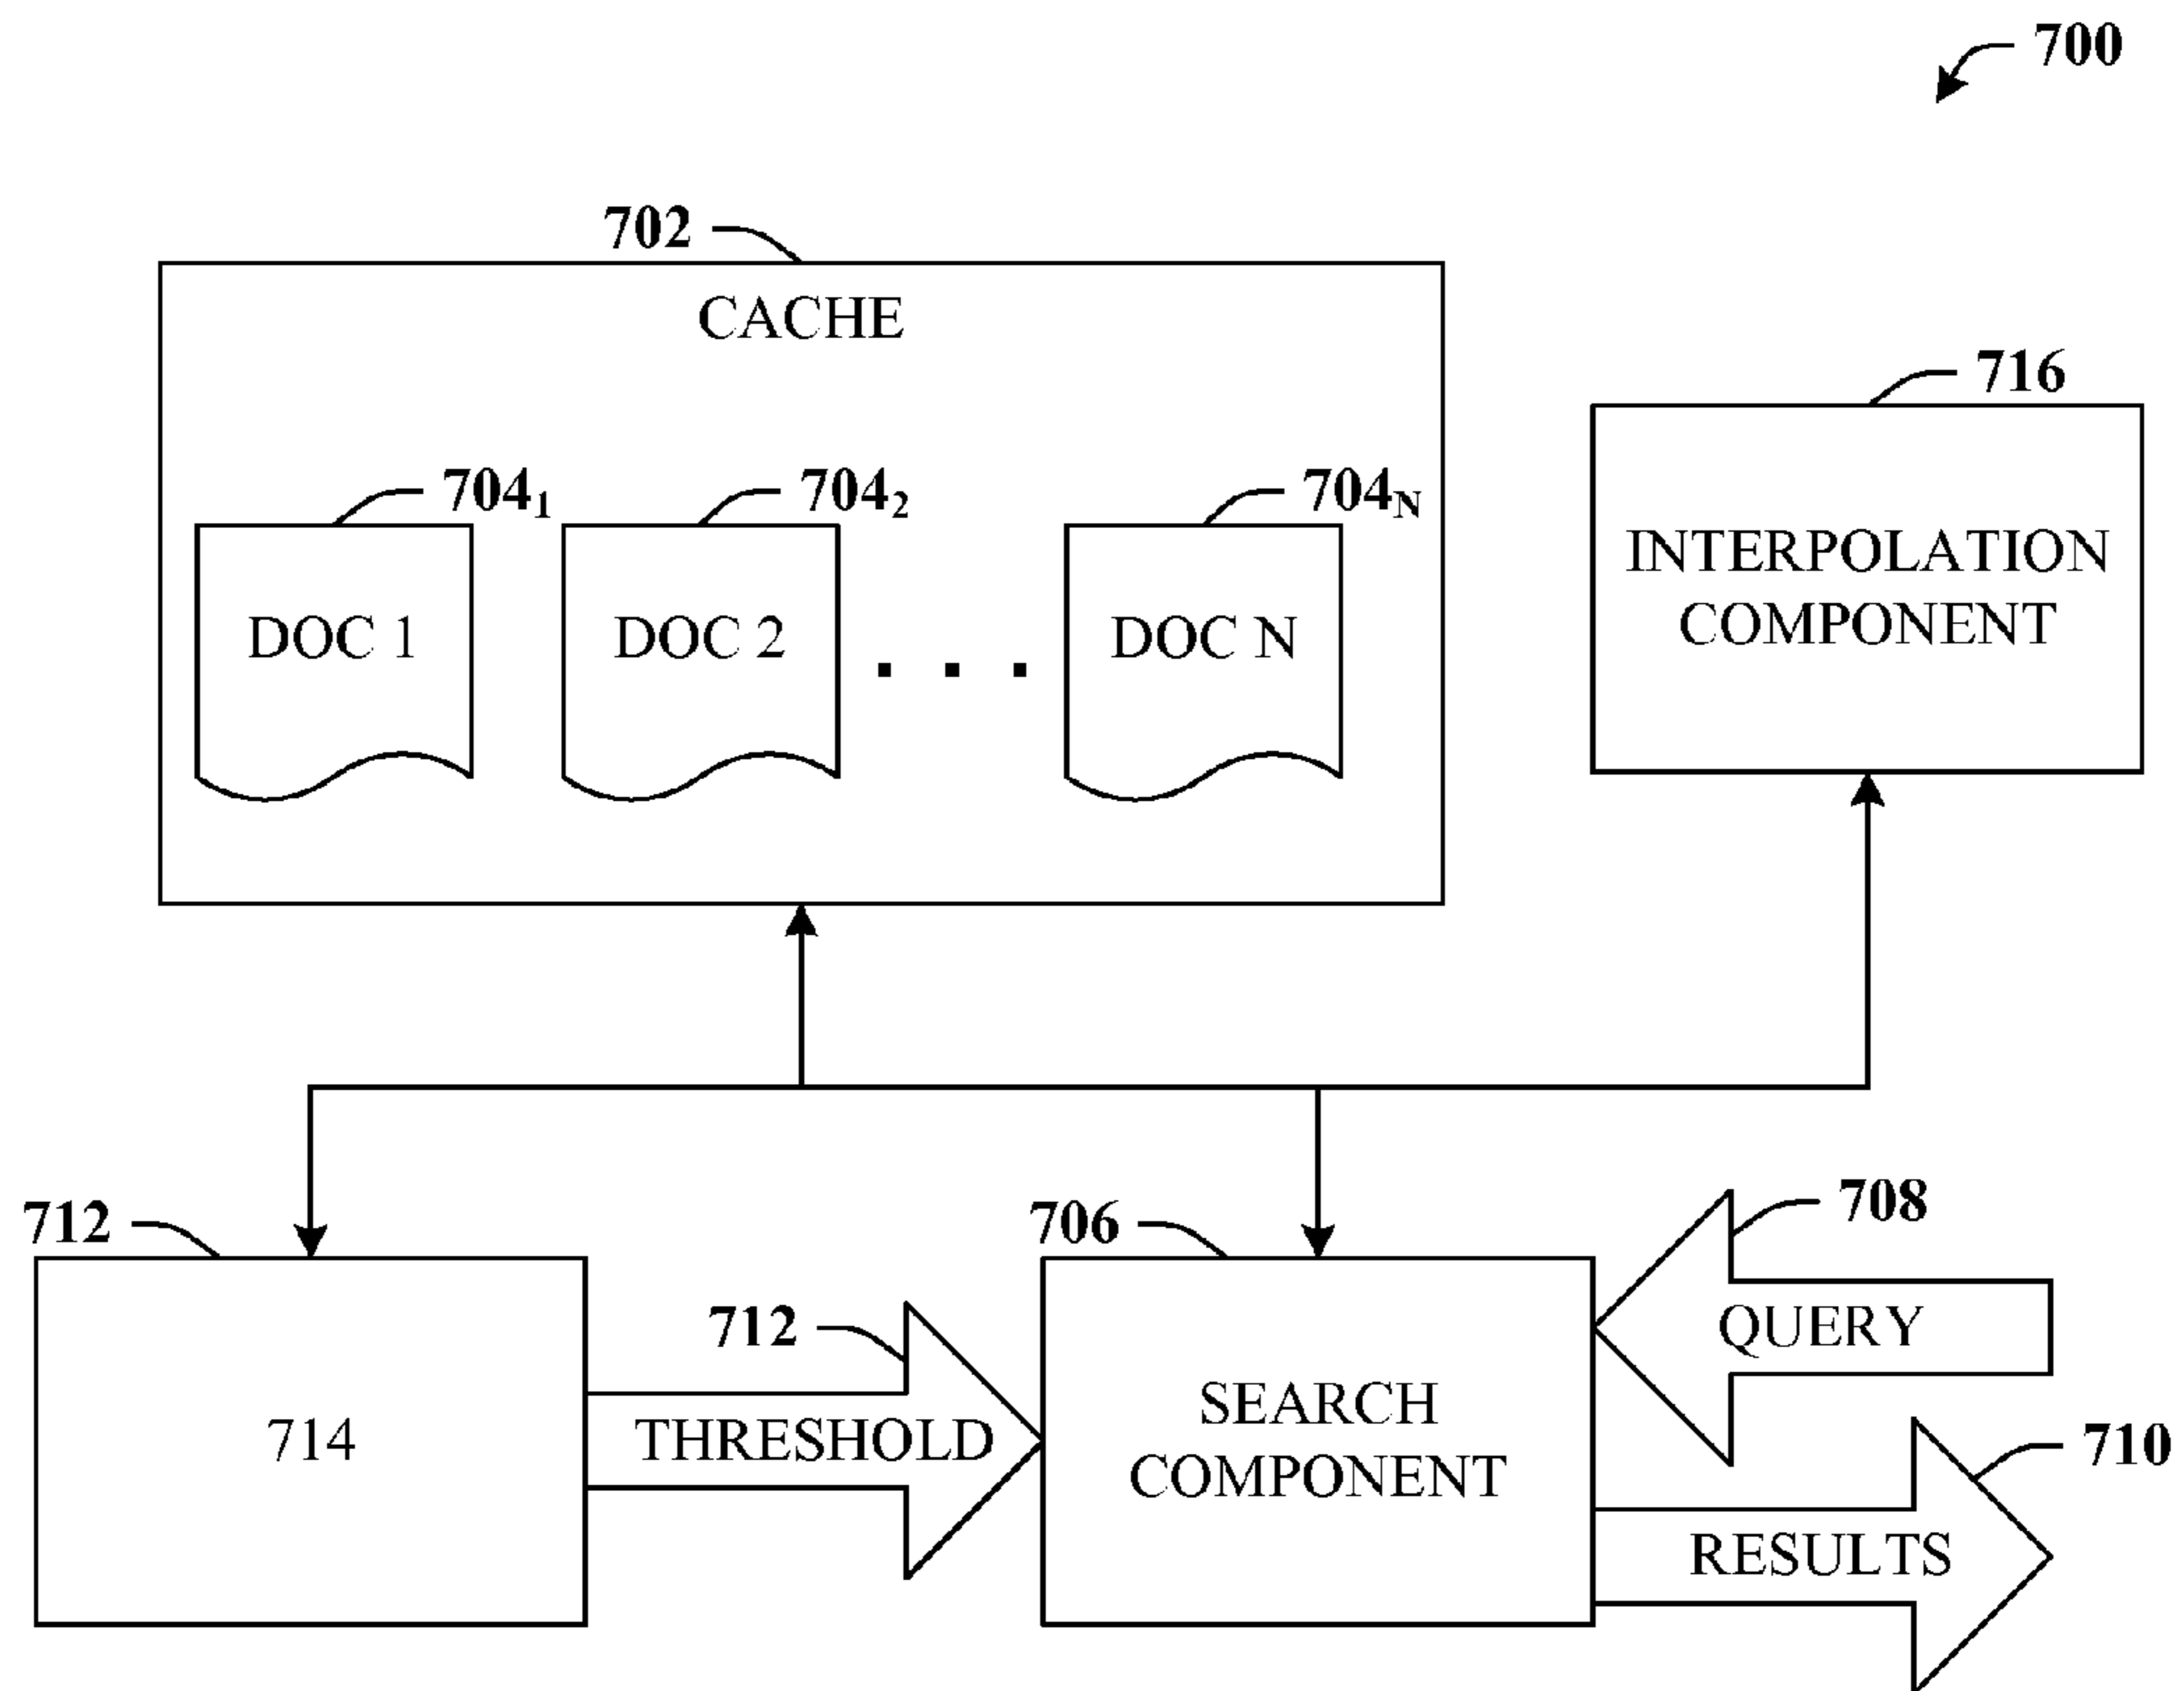 700
702
CACHE
716
704₁
704₂
704N
INTERPOLATION
COMPONENT
DOC 1
DOC 2
. . .
DOC N
712
706
708
712
QUERY
714
THRESHOLD
SEARCH
COMPONENT
710
RESULTS